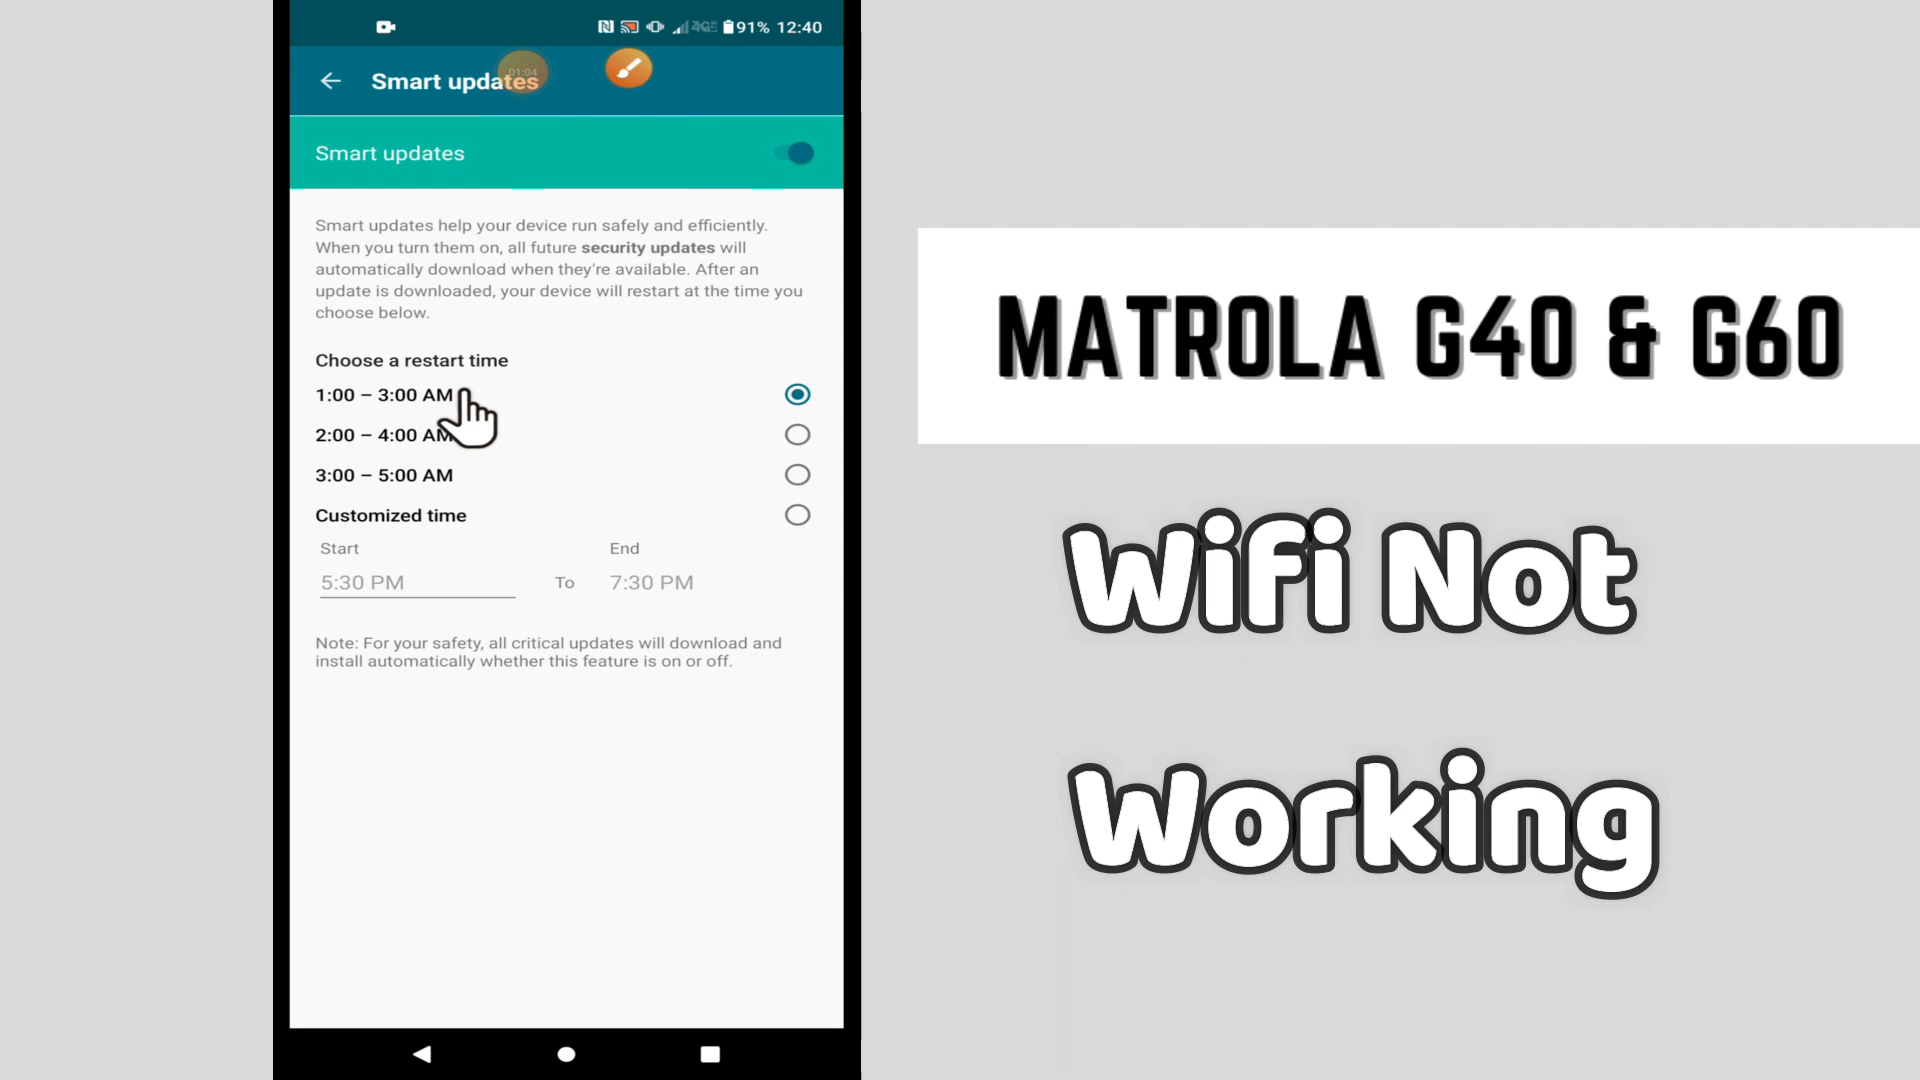 91% 12:40
Smart updates
01:04
Smart updates
Smart updates help your device run safely and efficiently.
When you turn them on, all future security updates will
automatically download when they're available. After an
update is downloaded, your device will restart at the time you
choose below.
Choose a restart time
1:00 – 3:00 AM
2:00 – 4:00 AM
3:00 – 5:00 AM
Customized time
Start End
5:30 PM To 7:30 PM
Note: For your safety, all critical updates will download and
install automatically whether this feature is on or off.
MATROLA G40 & G60
Wifi Not
Working